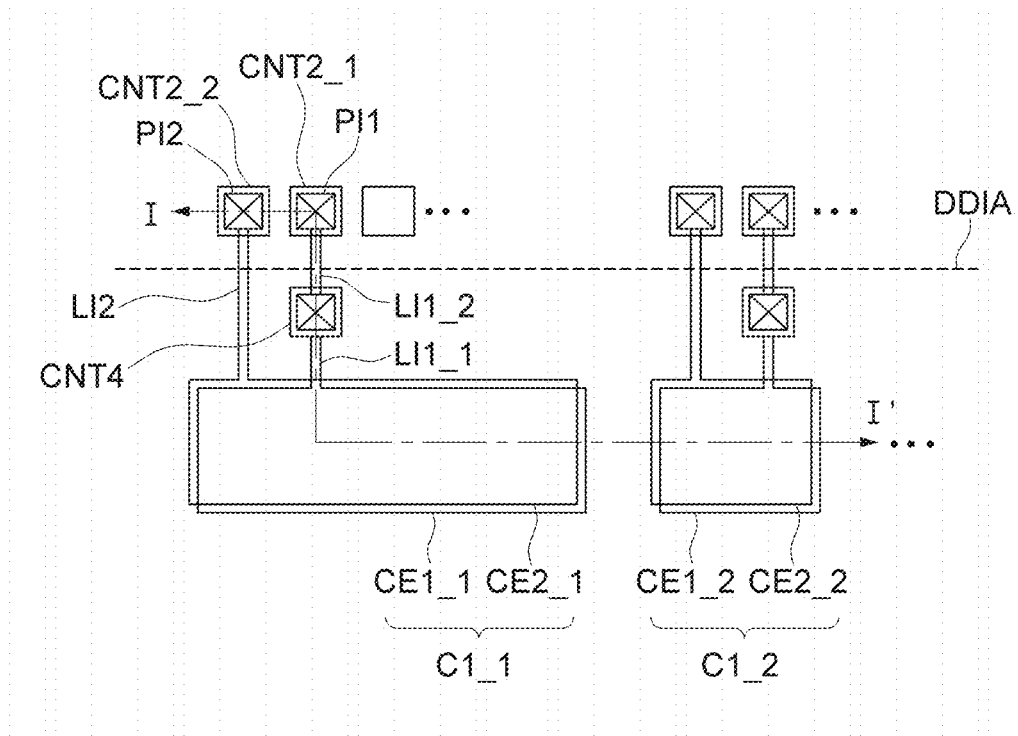 CNT2_1
CNT2_2
PI2
PI1
I
DDIA
LI2
LI1_2
LI1_1
CNT4
I'
CE1_1 CE2_1 CE1_2 CE2_2
C1_1 C1_2